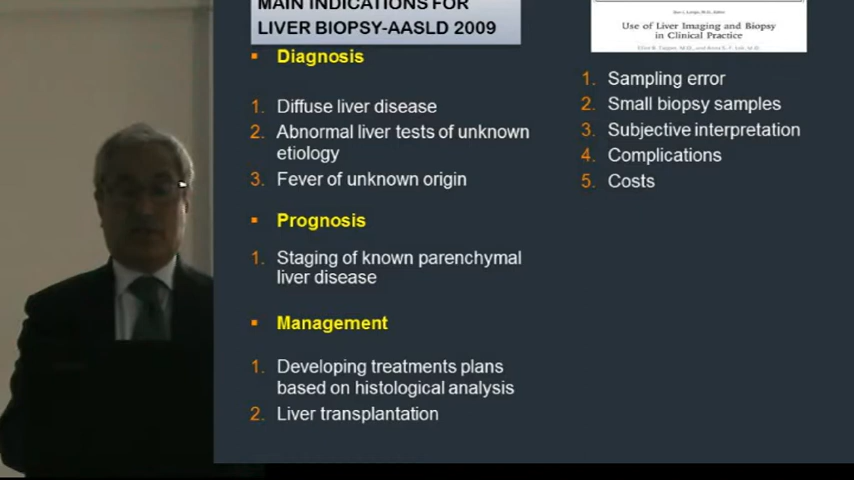 MAIN INDICATIONS FOR
LIVER BIOPSY-AASLD 2009
Diagnosis
1. Diffuse liver disease
2. Abnormal liver tests of unknown
etiology
3. Fever of unknown origin
Prognosis
1. Staging of known parenchymal
liver disease
Management
1. Developing treatments plans
based on histological analysis
2. Liver transplantation
Use of Liver Imaging and Biopsy
in Clinical Practice
1. Sampling error
2. Small biopsy samples
3. Subjective interpretation
4. Complications
5. Costs